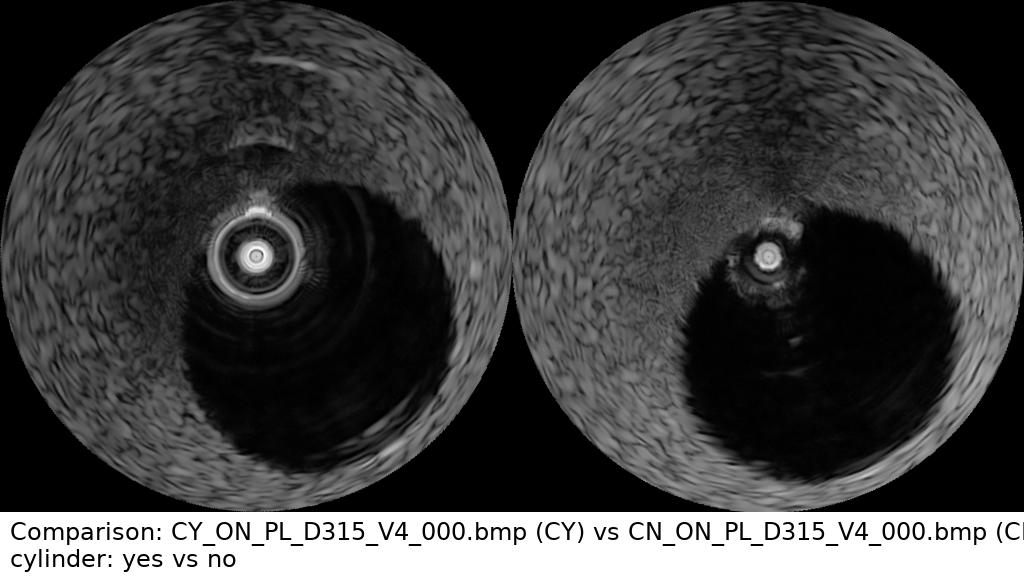 Comparison: CY_ON_PL_D315_V4_000.bmp (CY) vs CN_ON_PL_D315_V4_000.bmp (C
cylinder: yes vs no